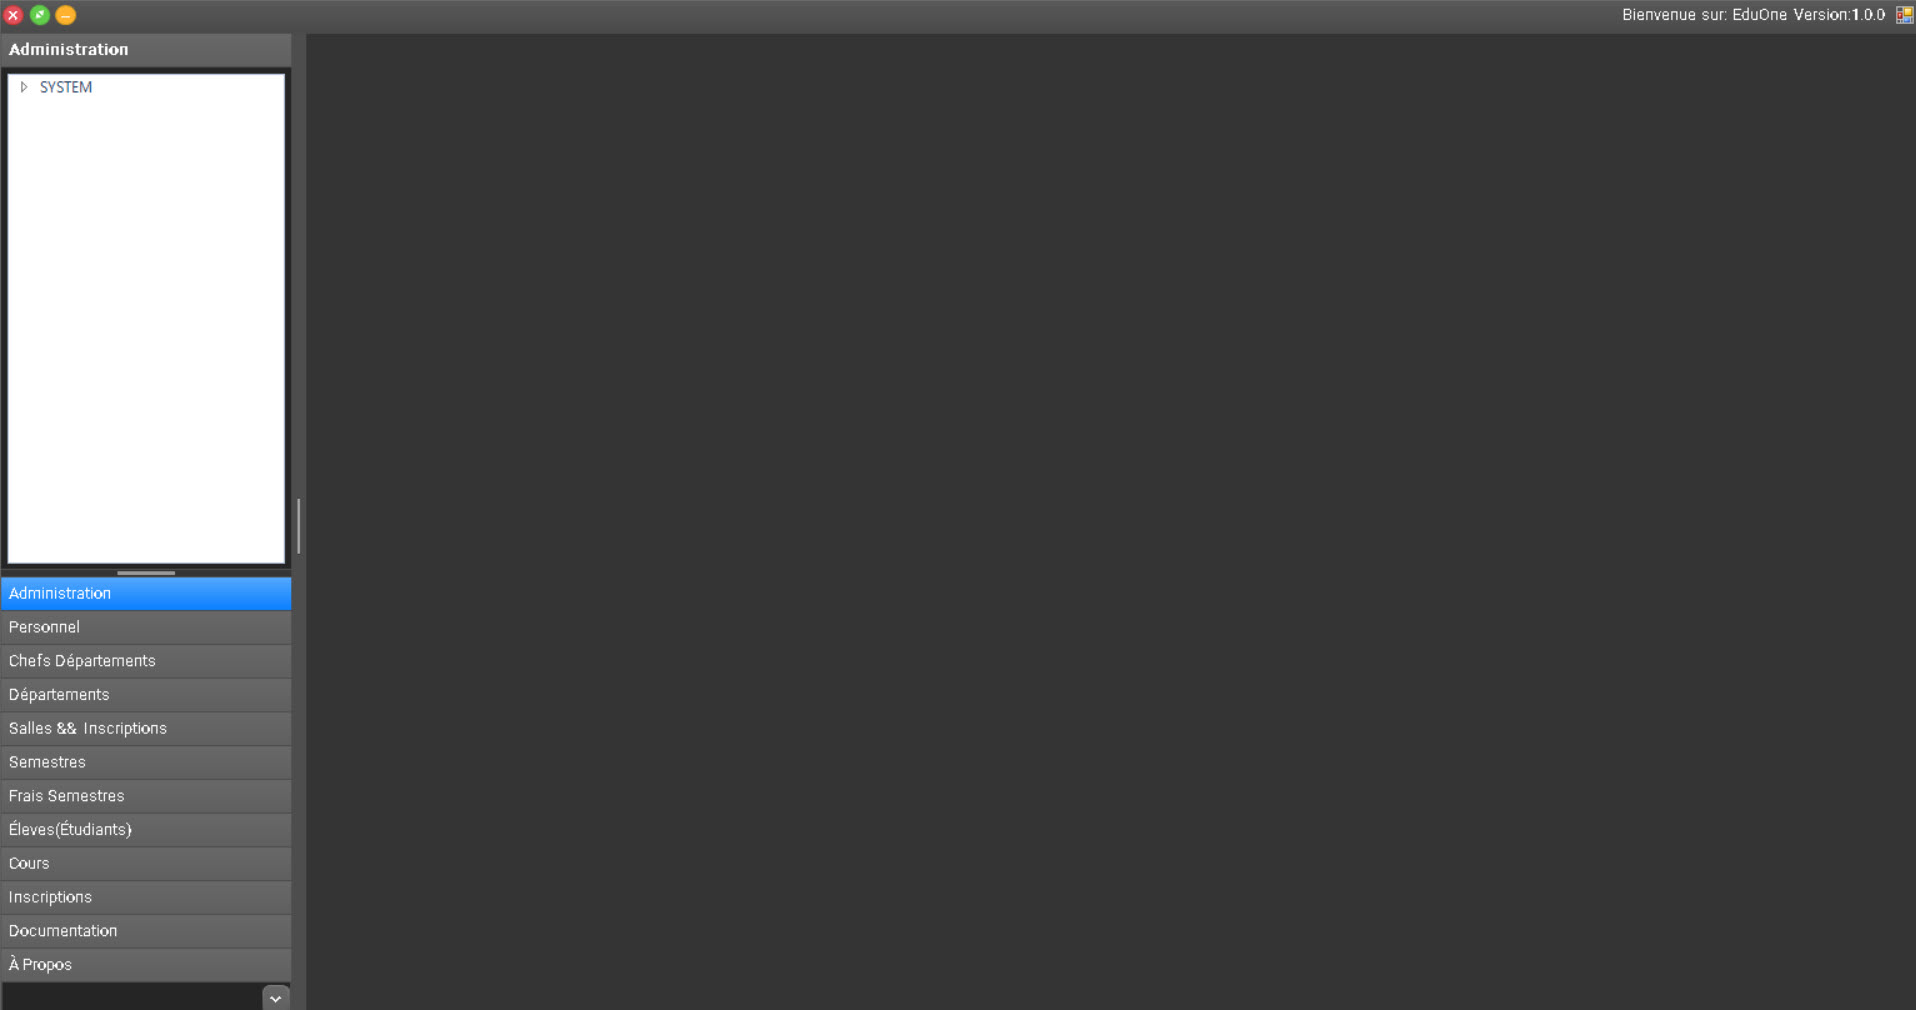 Bienvenue sur: EduOne Version:1.0.0
Administration
SYSTEM
Administration
Personnel
Chefs Départements
Départements
Salles && Inscriptions
Semestres
Frais Semestres
Éleves(Étudiants)
Cours
Inscriptions
Documentation
À Propos